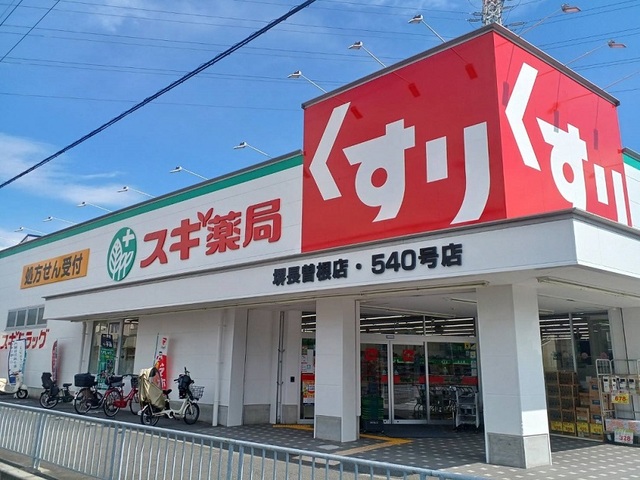 くすり
くすり
スギ薬局
処方せん受付
堺長曽根店・540号店
スギドラッグ